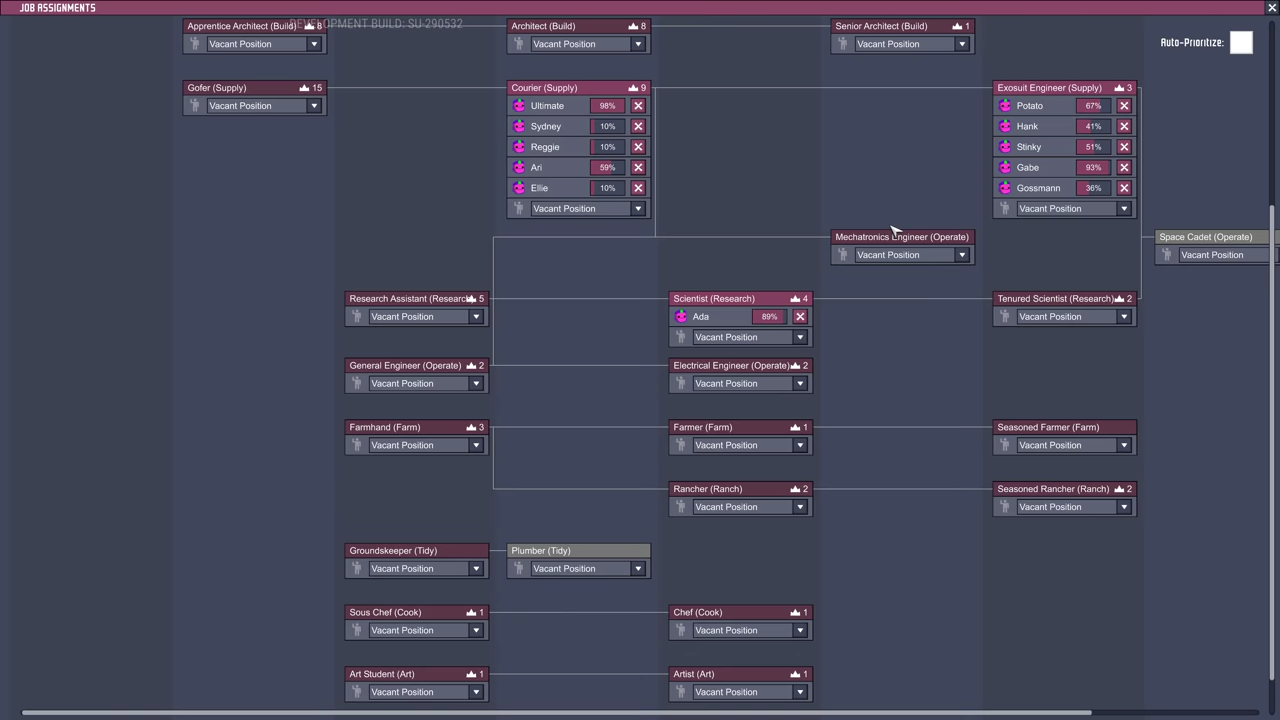 JOB ASSIGNMENTS
DEVELOPMENT BUILD: SU-290532
Apprentice Architect (Build) 8
Vacant Position
Architect (Build) 8
Vacant Position
Senior Architect (Build) 1
Vacant Position
Auto-Prioritize:
Gofer (Supply) 15
Vacant Position
Courier (Supply) 9
Ultimate 98%
Sydney 10%
Reggie 10%
Ari 59%
Ellie 10%
Vacant Position
Exosuit Engineer (Supply) 3
Potato 67%
Hank 41%
Stinky 51%
Gabe 93%
Gossmann 36%
Vacant Position
Mechatronics Engineer (Operate)
Vacant Position
Space Cadet (Operate)
Vacant Position
Research Assistant (Research 5
Vacant Position
Scientist (Research) 4
Ada 89%
Vacant Position
Tenured Scientist (Research) 2
Vacant Position
General Engineer (Operate) 2
Vacant Position
Electrical Engineer (Operate) 2
Vacant Position
Farmhand (Farm) 3
Vacant Position
Farmer (Farm) 1
Vacant Position
Seasoned Farmer (Farm)
Vacant Position
Rancher (Ranch) 2
Vacant Position
Seasoned Rancher (Ranch) 2
Vacant Position
Groundskeeper (Tidy)
Vacant Position
Plumber (Tidy)
Vacant Position
Sous Chef (Cook) 1
Vacant Position
Chef (Cook) 1
Vacant Position
Art Student (Art) 1
Vacant Position
Artist (Art) 1
Vacant Position